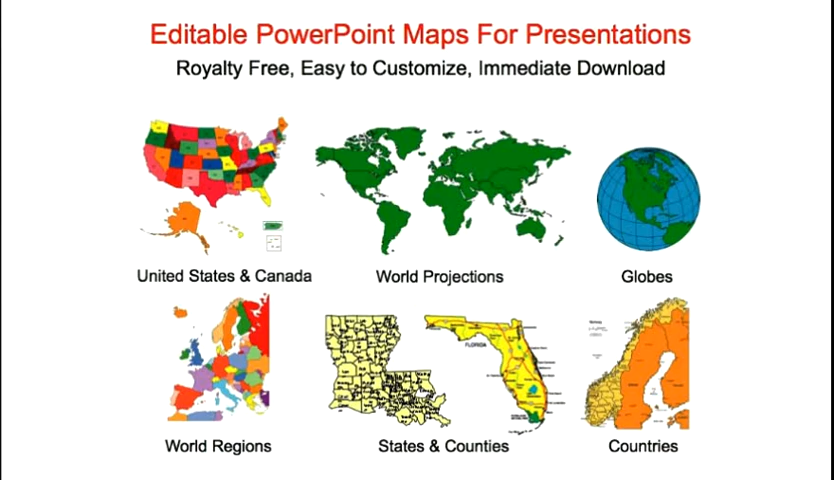 Editable PowerPoint Maps For Presentations
Royalty Free, Easy to Customize, Immediate Download
United States & Canada
World Projections
Globes
FLORIDA
World Regions
States & Counties
Countries